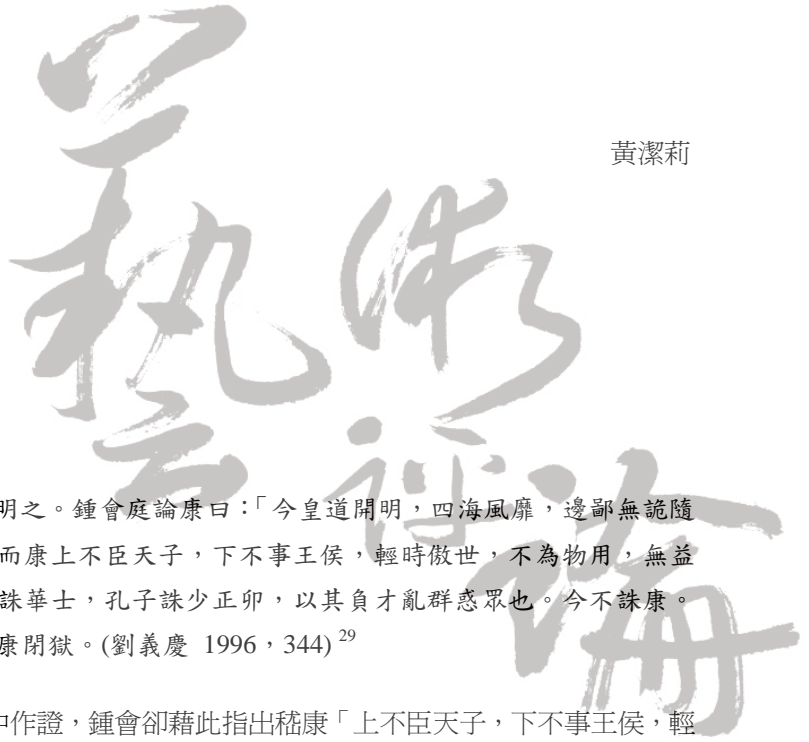 黃潔莉
藝術
評論
明之。鍾會庭論康曰：「今皇道開明，四海風靡，邊鄙無詭隨
而康上不臣天子，下不事王侯，輕時傲世，不為物用，無益
誅華士，孔子誅少正卯，以其負才亂群惑眾也。今不誅康。
康閉獄。(劉義慶 1996，344) 29
中作證，鍾會卻藉此指出嵇康「上不臣天子，下不事王侯，輕